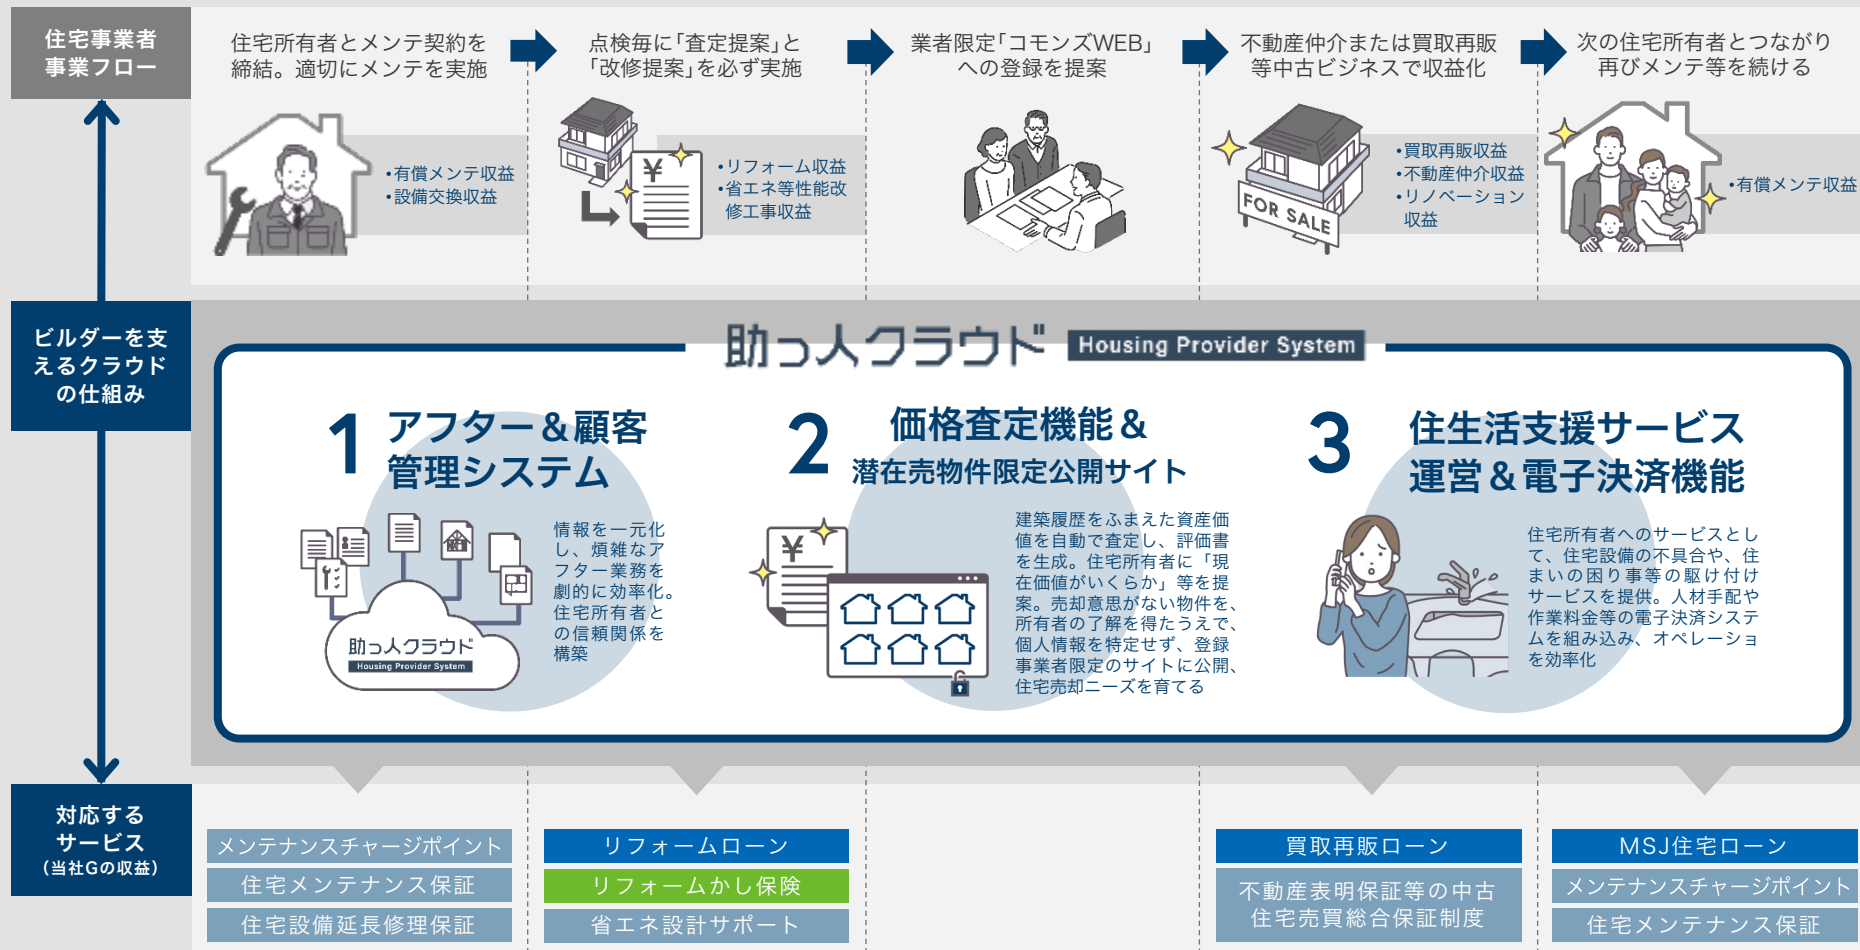 住宅事業者
事業フロー
住宅所有者とメンテ契約を
締結。適切にメンテを実施
点検毎に「査定提案」と
「改修提案」を必ず実施
業者限定「コモンズWEB」
への登録を提案
不動産仲介または買取再販
等中古ビジネスで収益化
次の住宅所有者とつながり
再びメンテ等を続ける
•有償メンテ収益
•設備交換収益
¥
•リフォーム収益
•省エネ等性能改
修工事収益
FOR SALE
•買取再販収益
•不動産仲介収益
•リノベーション
収益
•有償メンテ収益
ビルダーを支
えるクラウド
の仕組み
助っ人クラウド Housing Provider System
1 アフター＆顧客
管理システム
情報を一元化
し、煩雑なア
フター業務を
劇的に効率化。
住宅所有者と
の信頼関係を
構築
助っ人クラウド
Housing Provider System
2 価格査定機能＆
潜在売物件限定公開サイト
¥
建築履歴をふまえた資産価
値を自動で査定し、評価書
を生成。住宅所有者に「現
在価値がいくらか」等を提
案。売却意思がない物件を、
所有者の了解を得たうえで、
個人情報を特定せず、登録
事業者限定のサイトに公開、
住宅売却ニーズを育てる
3 住生活支援サービス
運営＆電子決済機能
住宅所有者へのサービスとし
て、住宅設備の不具合や、住
まいの困り事等の駆け付け
サービスを提供。人材手配や
作業料金等の電子決済システ
ムを組み込み、オペレーショ
を効率化
対応する
サービス
（当社Gの収益）
メンテナンスチャージポイント
住宅メンテナンス保証
住宅設備延長修理保証
リフォームローン
リフォームかし保険
省エネ設計サポート
買取再販ローン
不動産表明保証等の中古
住宅売買総合保証制度
MSJ住宅ローン
メンテナンスチャージポイント
住宅メンテナンス保証